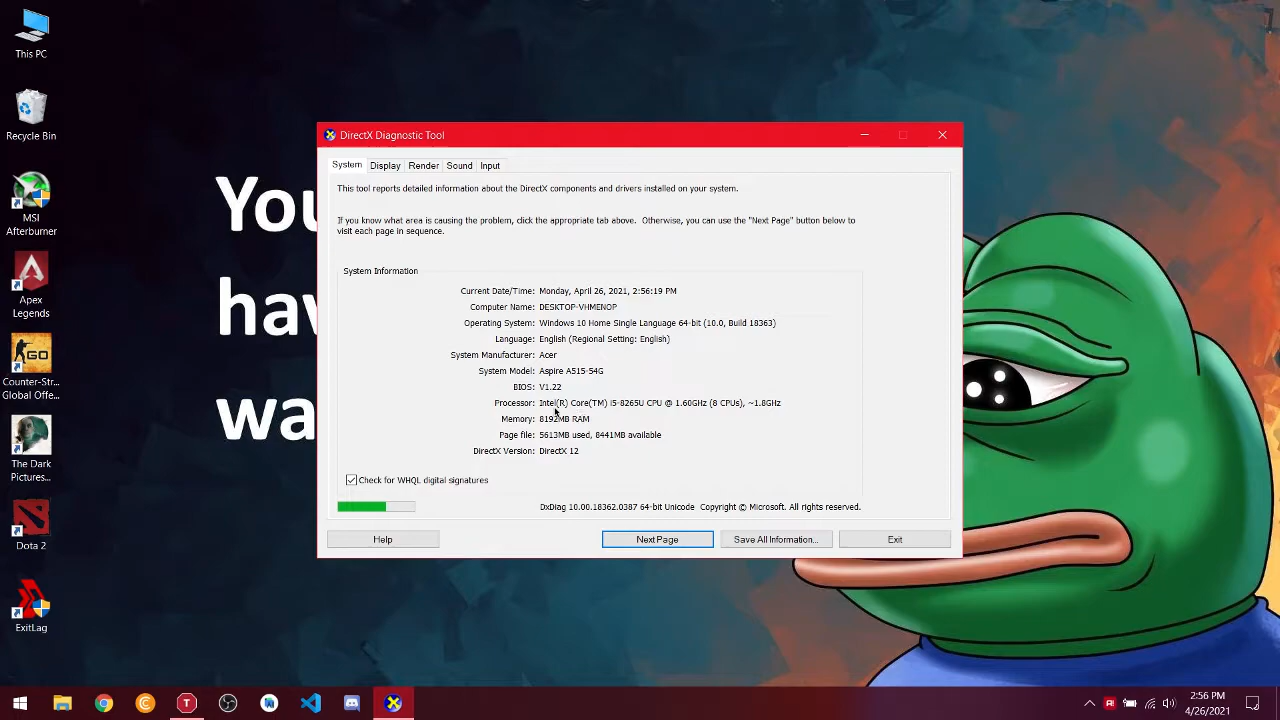 This PC
Recycle Bin
MSI
Afterburner
Apex
Legends
Counter-Str...
Global Offe...
The Dark
Pictures...
Dota 2
ExitLag
You
hav
wa
DirectX Diagnostic Tool
System Display Render Sound Input
This tool reports detailed information about the DirectX components and drivers installed on your system.
If you know what area is causing the problem, click the appropriate tab above. Otherwise, you can use the "Next Page" button below to
visit each page in sequence.
System Information
Current Date/Time: Monday, April 26, 2021, 2:56:19 PM
Computer Name: DESKTOP-VHMENOP
Operating System: Windows 10 Home Single Language 64-bit (10.0, Build 18363)
Language: English (Regional Setting: English)
System Manufacturer: Acer
System Model: Aspire A515-54G
BIOS: V1.22
Processor: Intel(R) Core(TM) i5-8265U CPU @ 1.60GHz (8 CPUs), ~1.8GHz
Memory: 8192MB RAM
Page file: 5613MB used, 8441MB available
DirectX Version: DirectX 12
Check for WHQL digital signatures
DxDiag 10.00.18362.0387 64-bit Unicode Copyright © Microsoft. All rights reserved.
Help Next Page Save All Information... Exit
2:56 PM
4/26/2021